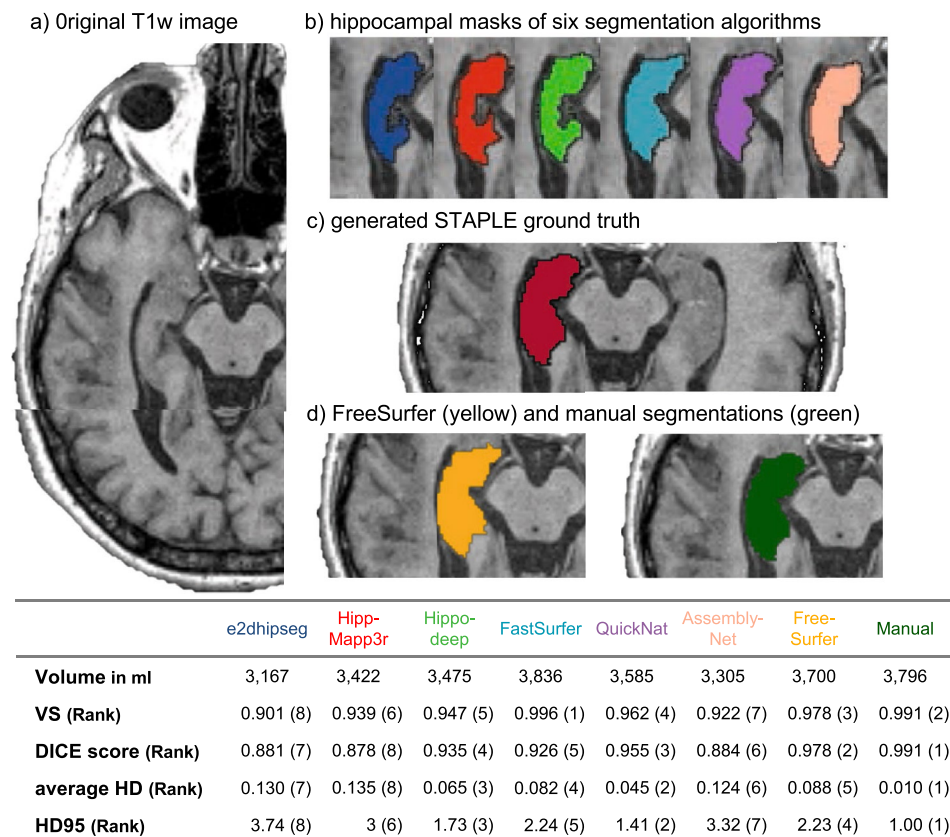 a) 0riginal T1w image
b) hippocampal masks of six segmentation algorithms
c) generated STAPLE ground truth
d) FreeSurfer (yellow) and manual segmentations (green)
e2dhipseg Hipp-Mapp3r Hippo-deep FastSurfer QuickNat Assembly-Net Free-Surfer Manual
Volume in ml 3,167 3,422 3,475 3,836 3,585 3,305 3,700 3,796
VS (Rank) 0.901 (8) 0.939 (6) 0.947 (5) 0.996 (1) 0.962 (4) 0.922 (7) 0.978 (3) 0.991 (2)
DICE score (Rank) 0.881 (7) 0.878 (8) 0.935 (4) 0.926 (5) 0.955 (3) 0.884 (6) 0.978 (2) 0.991 (1)
average HD (Rank) 0.130 (7) 0.135 (8) 0.065 (3) 0.082 (4) 0.045 (2) 0.124 (6) 0.088 (5) 0.010 (1)
HD95 (Rank) 3.74 (8) 3 (6) 1.73 (3) 2.24 (5) 1.41 (2) 3.32 (7) 2.23 (4) 1.00 (1)